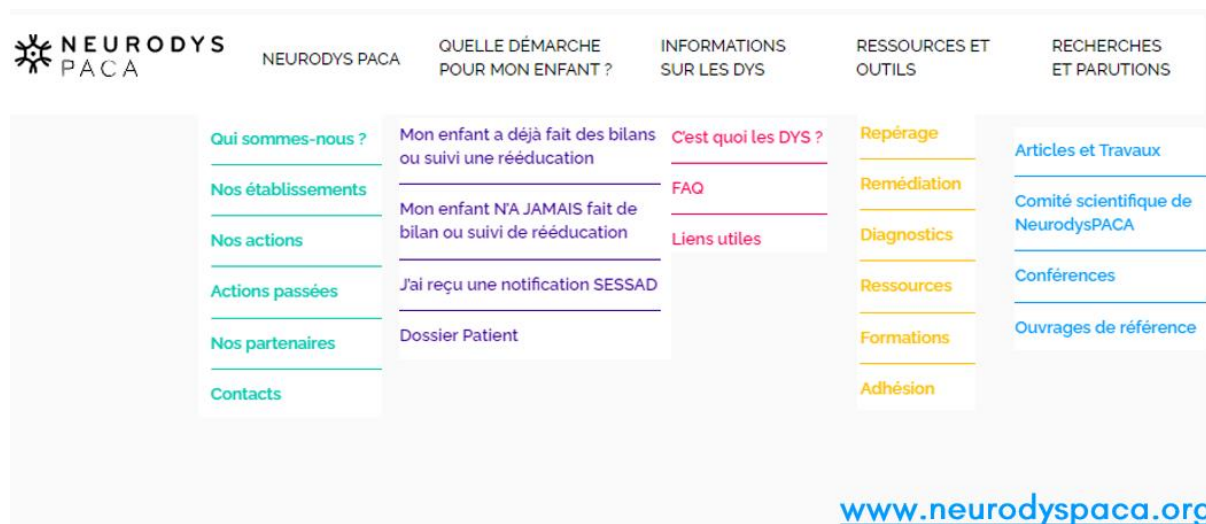 NEURODYS
PACA
NEURODYS PACA
QUELLE DÉMARCHE
POUR MON ENFANT ?
INFORMATIONS
SUR LES DYS
RESSOURCES ET
OUTILS
RECHERCHES
ET PARUTIONS
Qui sommes-nous ?
Nos établissements
Nos actions
Actions passées
Nos partenaires
Contacts
Mon enfant a déjà fait des bilans
ou suivi une rééducation
Mon enfant N'A JAMAIS fait de
bilan ou suivi de rééducation
J'ai reçu une notification SESSAD
Dossier Patient
C'est quoi les DYS ?
FAQ
Liens utiles
Repérage
Remédiation
Diagnostics
Ressources
Formations
Adhésion
Articles et Travaux
Comité scientifique de
NeurodysPACA
Conférences
Ouvrages de référence
www.neurodyspaca.org